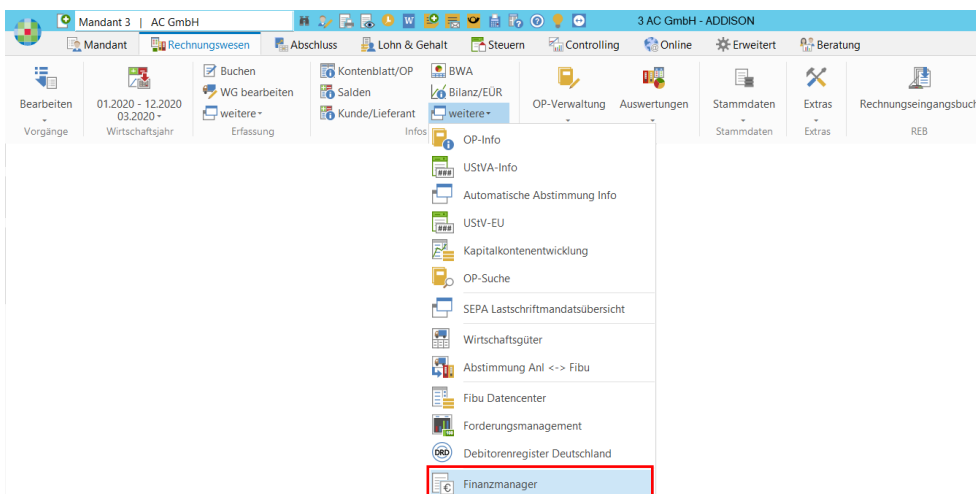 Mandant 3 | AC GmbH
3 AC GmbH - ADDISON
Mandant
Rechnungswesen
Abschluss
Lohn & Gehalt
Steuern
Controlling
Online
Erweitert
Beratung
Bearbeiten
Vorgänge
01.2020 - 12.2020
03.2020
Wirtschaftsjahr
Buchen
WG bearbeiten
weitere
Erfassung
Kontenblatt/OP
Salden
Kunde/Lieferant
BWA
Bilanz/EÜR
weitere
Infos
OP-Verwaltung
Auswertungen
Stammdaten
Stammdaten
Extras
Extras
Rechnungseingangsbuch
REB
OP-Info
UStVA-Info
Automatische Abstimmung Info
UStV-EU
Kapitalkontenentwicklung
OP-Suche
SEPA Lastschriftmandatsübersicht
Wirtschaftsgüter
Abstimmung Anl <-> Fibu
Fibu Datencenter
Forderungsmanagement
DRD
Debitorenregister Deutschland
Finanzmanager